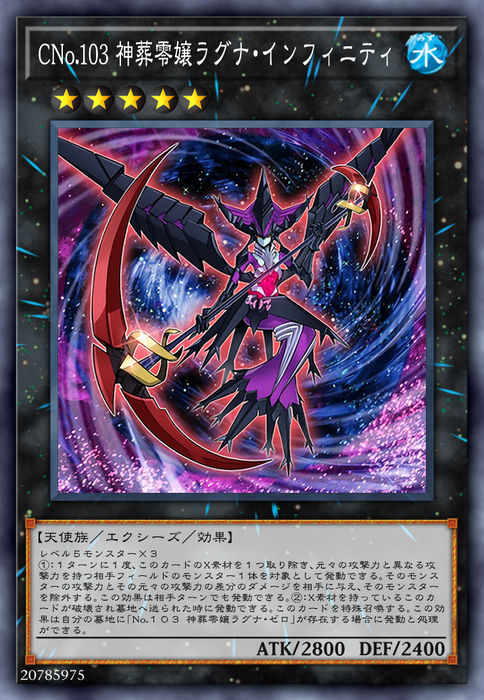 CNo.103 神葬零嬢ラグナ・インフィニティ
みず
水
【天使族／エクシーズ／効果】
レベル５モンスター×３
①：１ターンに１度、このカードのX素材を１つ取り除き、元々の攻撃力と異なる攻
撃力を持つ相手フィールドのモンスター１体を対象として発動できる。そのモンス
ターの攻撃力とその元々の攻撃力の差分のダメージを相手に与え、そのモンスター
を除外する。この効果は相手ターンでも発動できる。②：X素材を持っているこのカ
ードが破壊され墓地へ送られた時に発動できる。このカードを特殊召喚する。この効
果は自分の墓地に「No.１０３ 神葬零嬢ラグナ・ゼロ」が存在する場合に発動と処理
ができる。
ATK/2800 DEF/2400
20785975